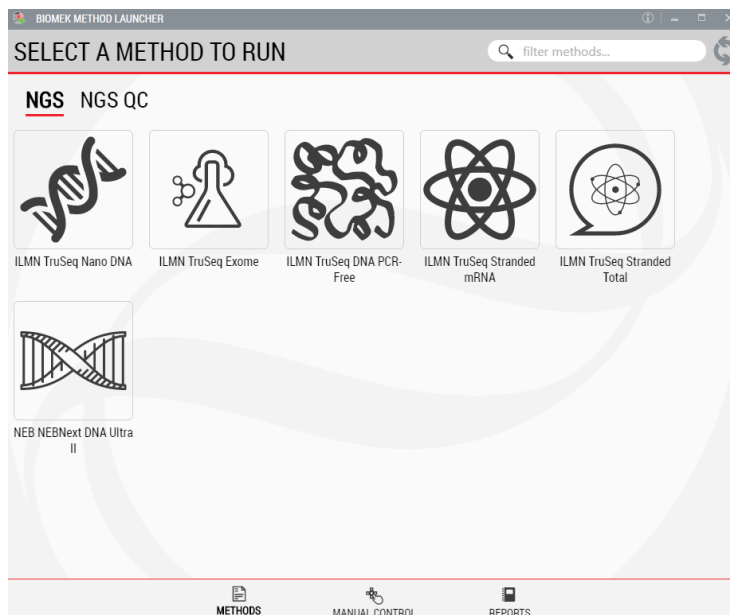 BIOMEK METHOD LAUNCHER
SELECT A METHOD TO RUN
filter methods...
NGS NGS QC
ILMN TruSeq Nano DNA
ILMN TruSeq Exome
ILMN TruSeq DNA PCR-
Free
ILMN TruSeq Stranded
mRNA
ILMN TruSeq Stranded
Total
NEB NEBNext DNA Ultra
II
METHODS
MANUAL CONTROL
REPORTS